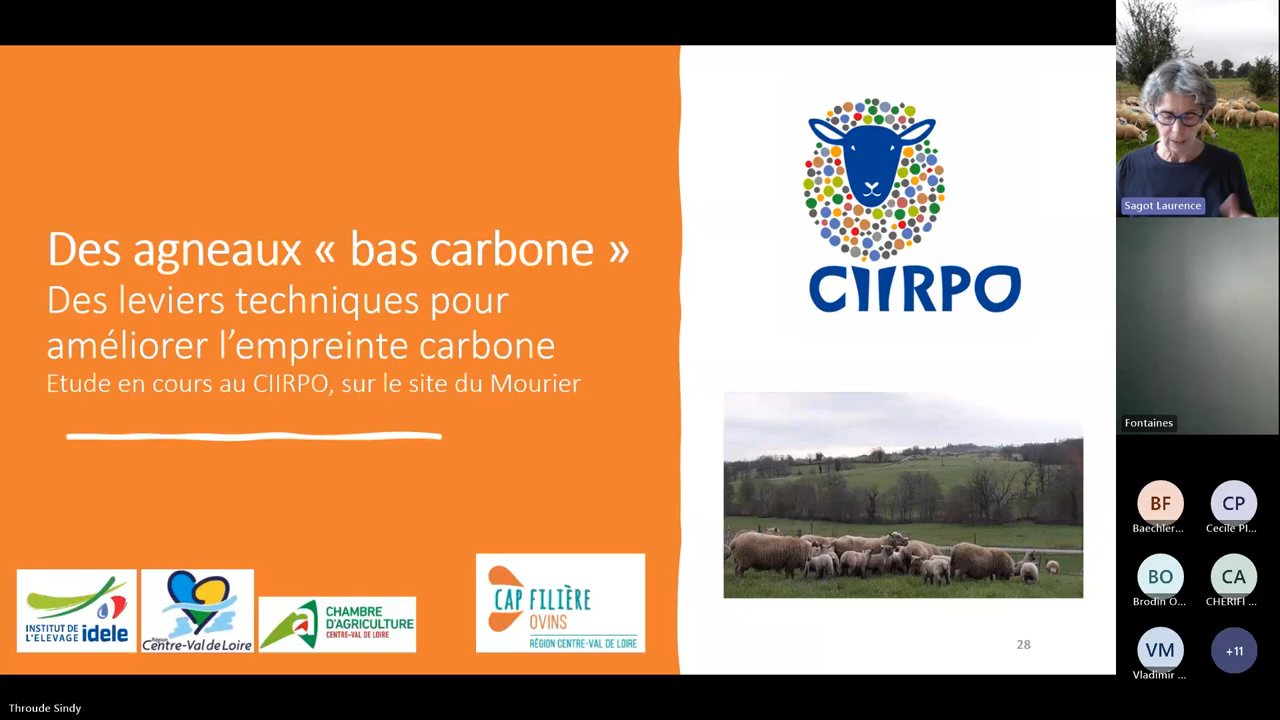 Des agneaux « bas carbone »
Des leviers techniques pour
améliorer l’empreinte carbone
Etude en cours au CIIRPO, sur le site du Mourier
CIIRPO
INSTITUT DE
L'ELEVAGE idele
Région
Centre-Val de Loire
CHAMBRE
D'AGRICULTURE
CENTRE-VAL DE LOIRE
CAP FILIÈRE
OVINS
RÉGION CENTRE-VAL DE LOIRE
28
Sagot Laurence
Fontaines
BF
Baechler...
CP
Cecile Pl...
BO
Brodin O...
CA
CHERIFI ...
VM
Vladimir ...
+11
Throude Sindy